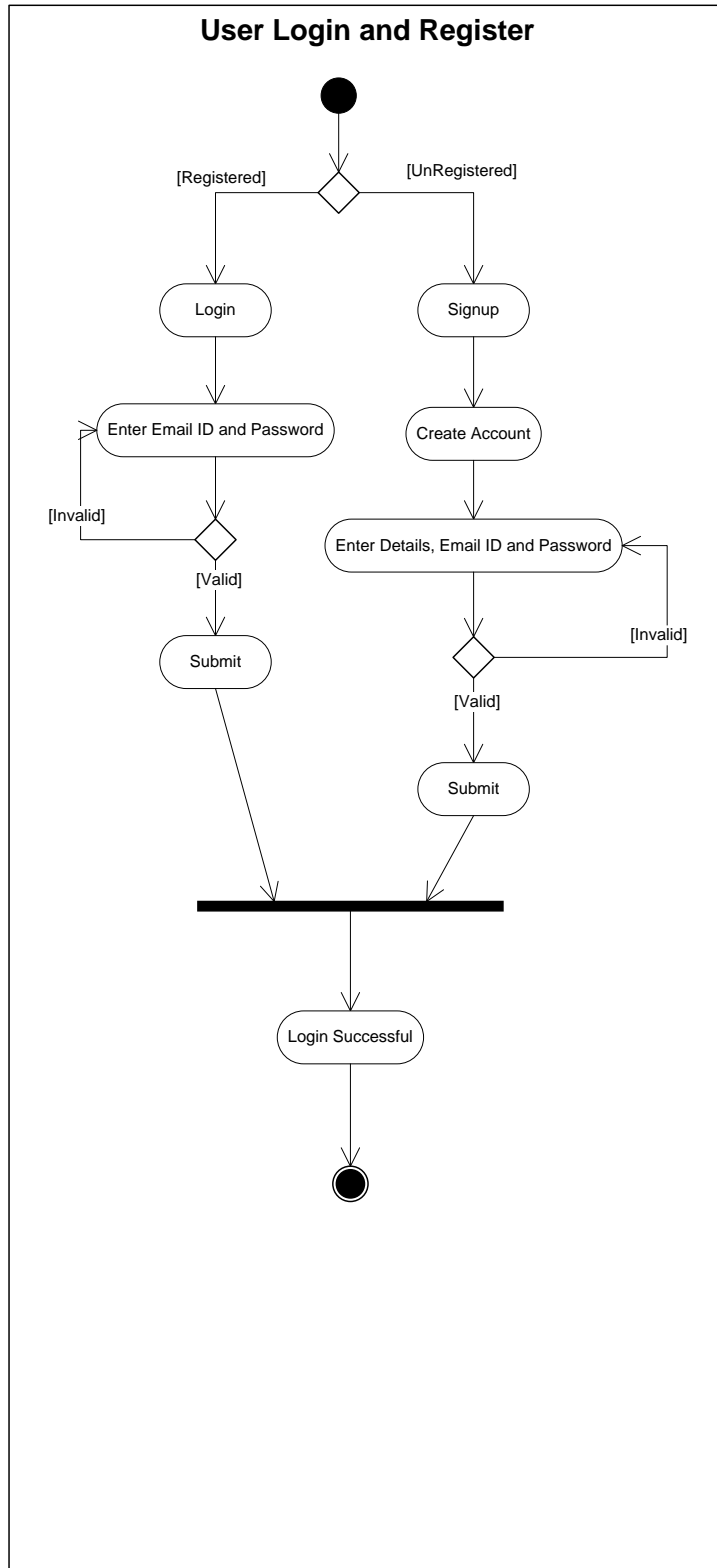 User Login and Register
[Registered]
[UnRegistered]
Login
Signup
Enter Email ID and Password
Create Account
[Invalid]
Enter Details, Email ID and Password
[Valid]
[Invalid]
Submit
[Valid]
Submit
Login Successful